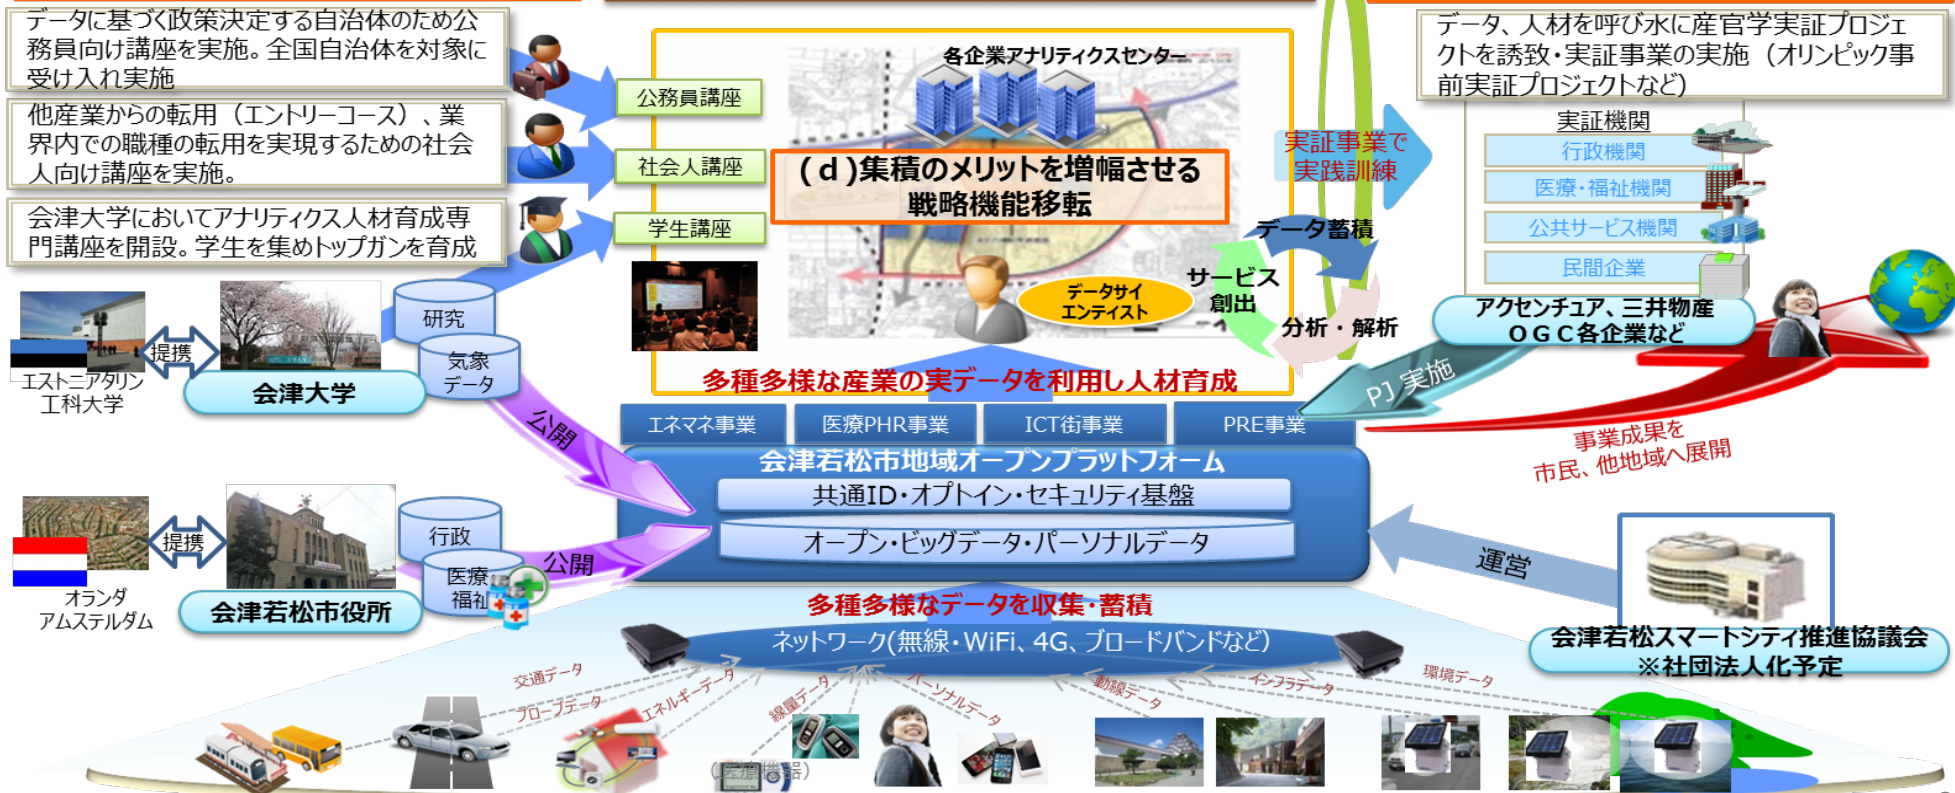 データに基づく政策決定する自治体のため公
務員向け講座を実施。全国自治体を対象に
受け入れ実施
他産業からの転用（エントリーコース）、業
界内での職種の転用を実現するための社会
人向け講座を実施。
会津大学においてアナリティクス人材育成専
門講座を開設。学生を集めトップガンを育成
公務員講座
社会人講座
学生講座
各企業アナリティクスセンター
(ｄ)集積のメリットを増幅させる
戦略機能移転
データサイ
エンティスト
データ蓄積
サービス
創出
分析・解析
実証事業で
実践訓練
データ、人材を呼び水に産官学実証プロジェ
クトを誘致・実証事業の実施（オリンピック事
前実証プロジェクトなど）
実証機関
行政機関
医療・福祉機関
公共サービス機関
民間企業
アクセンチュア、三井物産
ＯＧＣ各企業など
エストニアタリン
工科大学
提携
会津大学
研究
気象
データ
公開
多種多様な産業の実データを利用し人材育成
エネマネ事業
医療PHR事業
ICT街事業
PRE事業
PJ 実施
事業成果を
市民、他地域へ展開
会津若松市地域オープンプラットフォーム
共通ID・オプトイン・セキュリティ基盤
オープン・ビッグデータ・パーソナルデータ
オランダ
アムステルダム
提携
会津若松市役所
行政
医療
福祉
公開
運営
会津若松スマートシティ推進協議会
※社団法人化予定
多種多様なデータを収集・蓄積
ネットワーク(無線・WiFi、4G、ブロードバンドなど)
交通データ
プローブデータ
エネルギーデータ
線量データ
パーソナルデータ
動線データ
インフラデータ
環境データ
(医療機器)